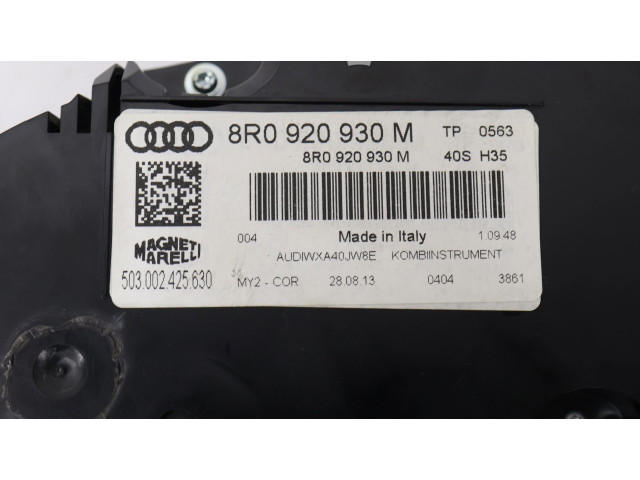 8R0 920 930 M TP 0563
8R0 920 930 M 40S H35
MAGNETI
MARELLI
004 Made in Italy 1.09.48
AUDIWXA40JW8E KOMBIINSTRUMENT
503.002.425.630
MY2 - COR 28.08.13 0404 3861